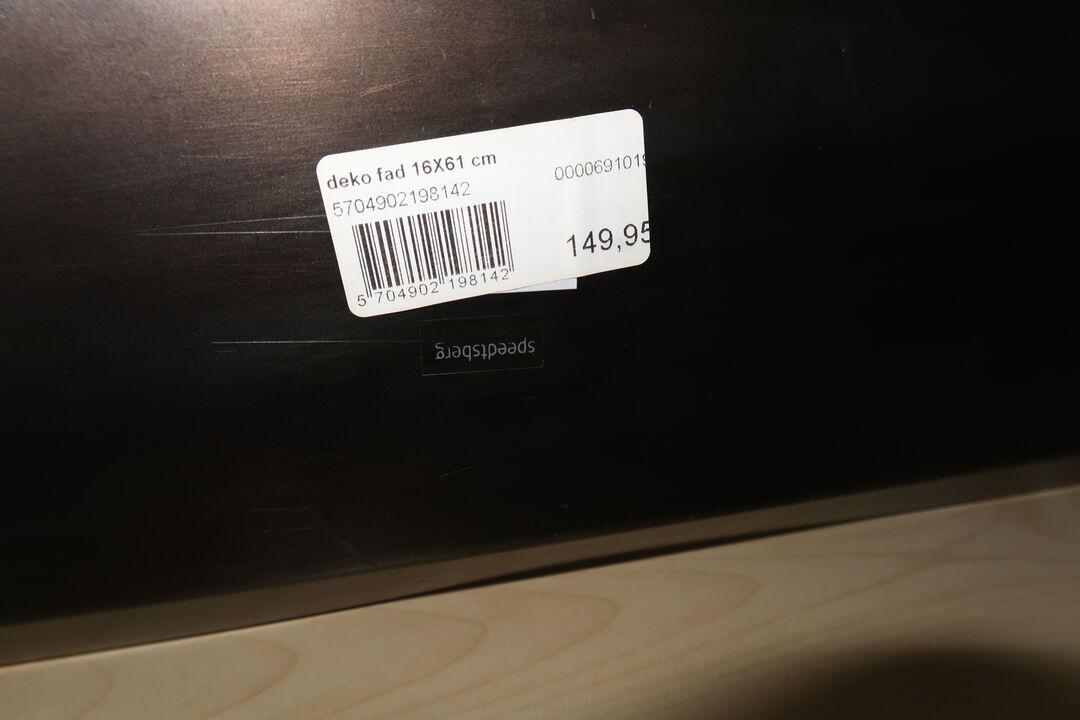 deko fad 16X61 cm
5704902198142
000069101
149,95
5 704902 198142
speedtsberg